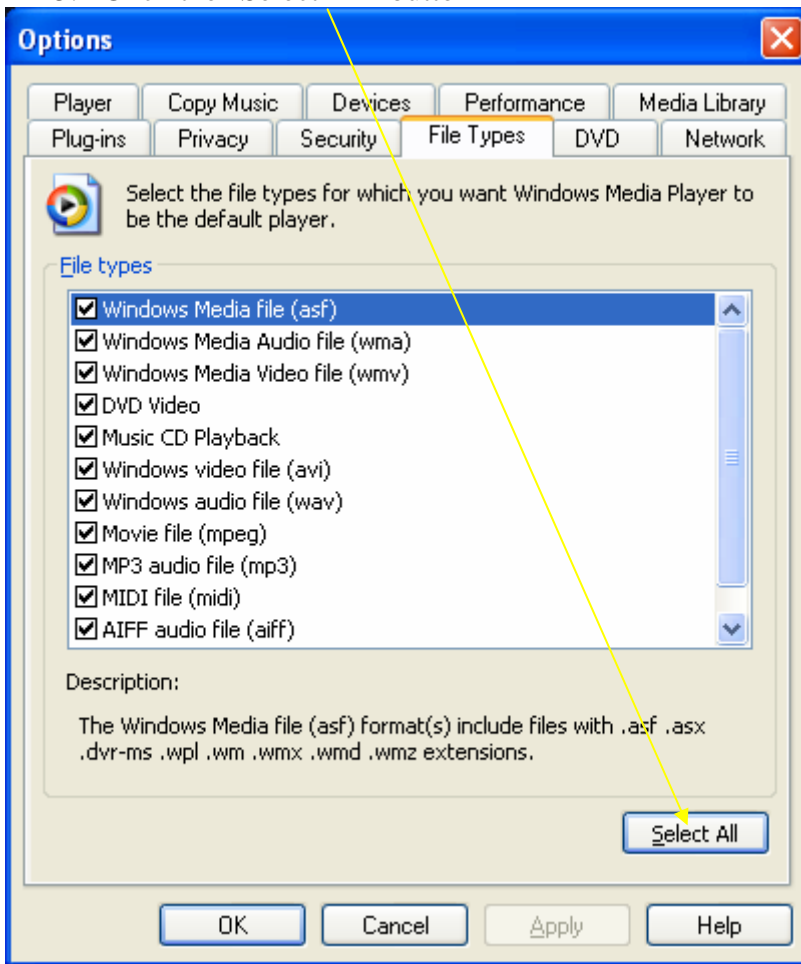 Options
Player Copy Music Devices Performance Media Library
Plug-ins Privacy Security File Types DVD Network
Select the file types for which you want Windows Media Player to
be the default player.
File types
Windows Media file (asf)
Windows Media Audio file (wma)
Windows Media Video file (wmv)
DVD Video
Music CD Playback
Windows video file (avi)
Windows audio file (wav)
Movie file (mpeg)
MP3 audio file (mp3)
MIDI file (midi)
AIFF audio file (aiff)
Description:
The Windows Media file (asf) format(s) include files with .asf .asx
.dvr-ms .wpl .wm .wmx .wmd .wmz extensions.
Select All
OK Cancel Apply Help